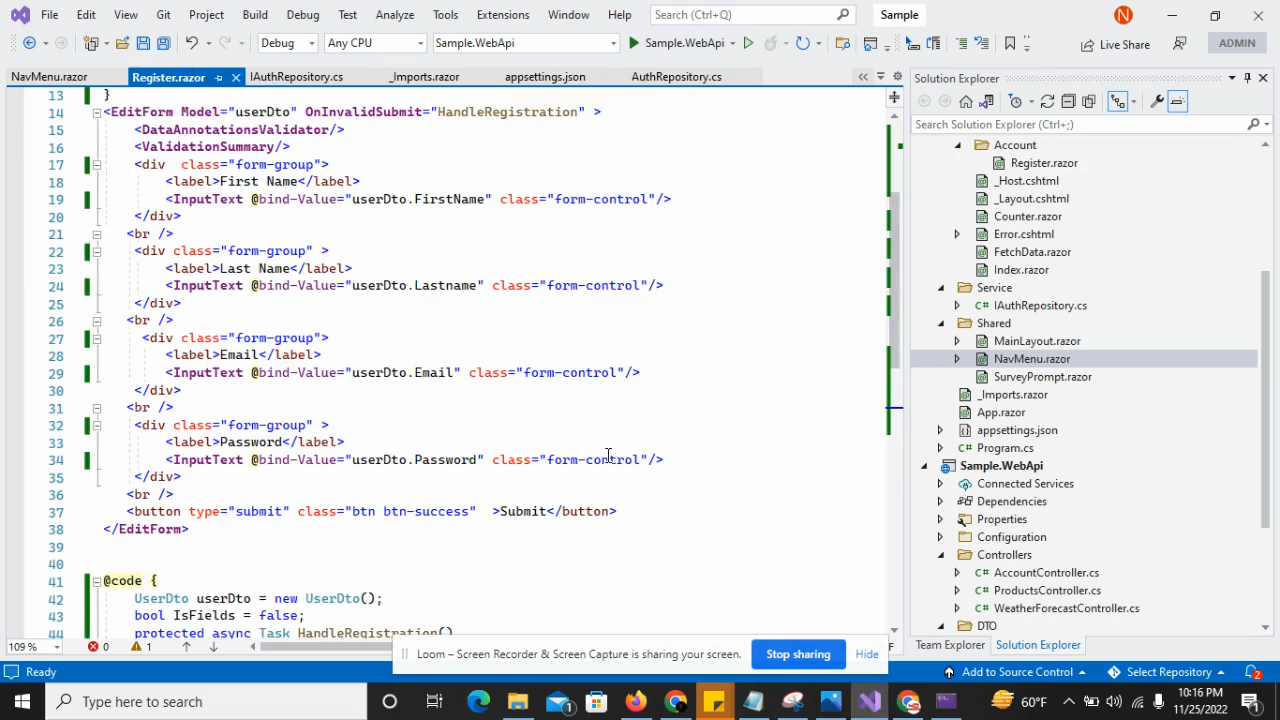 File Edit View Git Project Build Debug Test Analyze Tools Extensions Window Help Search (Ctrl+Q) Sample N
Debug Any CPU Sample.WebApi Sample.WebApi Live Share ADMIN
NavMenu.razor Register.razor IAuthRepository.cs _Imports.razor appsettings.json AuthRepository.cs
13 }
14 <EditForm Model="userDto" OnInvalidSubmit="HandleRegistration" >
15 <DataAnnotationsValidator/>
16 <ValidationSummary/>
17 <div  class="form-group">
18 <label>First Name</label>
19 <InputText @bind-Value="userDto.FirstName" class="form-control"/>
20 </div>
21 <br />
22 <div class="form-group" >
23 <label>Last Name</label>
24 <InputText @bind-Value="userDto.Lastname" class="form-control"/>
25 </div>
26 <br />
27 <div class="form-group">
28 <label>Email</label>
29 <InputText @bind-Value="userDto.Email" class="form-control"/>
30 </div>
31 <br />
32 <div class="form-group" >
33 <label>Password</label>
34 <InputText @bind-Value="userDto.Password" class="form-control"/>
35 </div>
36 <br />
37 <button type="submit" class="btn btn-success"  >Submit</button>
38 </EditForm>
39
40
41 @code {
42 UserDto userDto = new UserDto();
43 bool IsFields = false;
44 protected async Task HandleRegistration()
109 % 0 1
Loom – Screen Recorder & Screen Capture is sharing your screen. Stop sharing Hide
Solution Explorer
Search Solution Explorer (Ctrl+;)
Account
Register.razor
_Host.cshtml
_Layout.cshtml
Counter.razor
Error.cshtml
FetchData.razor
Index.razor
Service
C# IAuthRepository.cs
Shared
MainLayout.razor
NavMenu.razor
SurveyPrompt.razor
_Imports.razor
App.razor
appsettings.json
C# Program.cs
Sample.WebApi
Connected Services
Dependencies
Properties
Configuration
Controllers
C# AccountController.cs
C# ProductsController.cs
C# WeatherForecastController.cs
DTO
Team Explorer Solution Explorer
Ready Add to Source Control Select Repository 2
Type here to search 1 60°F 10:16 PM
11/25/2022